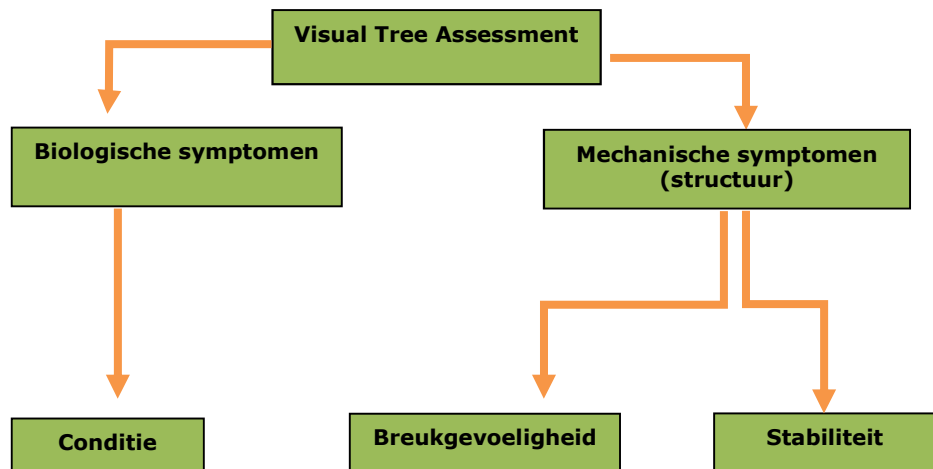 Visual Tree Assessment
Biologische symptomen
Mechanische symptomen
(structuur)
Conditie
Breukgevoeligheid
Stabiliteit